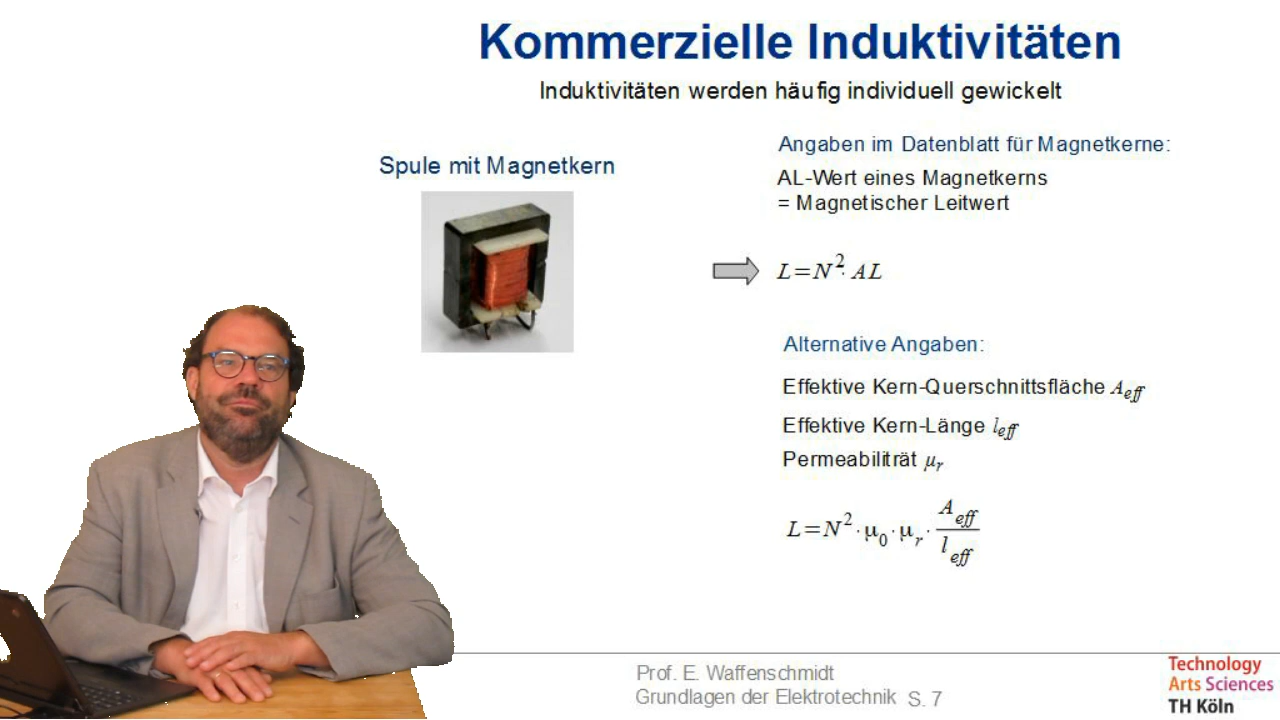 Kommerzielle Induktivitäten
Induktivitäten werden häufig individuell gewickelt
Spule mit Magnetkern
Angaben im Datenblatt für Magnetkerne:
AL-Wert eines Magnetkerns
= Magnetischer Leitwert
L=N²· AL
Alternative Angaben:
Effektive Kern-Querschnittsfläche A_eff
Effektive Kern-Länge l_eff
Permeabilriträt μ_r
L=N²·μ₀·μ_r·A_eff/l_eff
Prof. E. Waffenschmidt
Grundlagen der Elektrotechnik S. 7
Technology
Arts Sciences
TH Köln